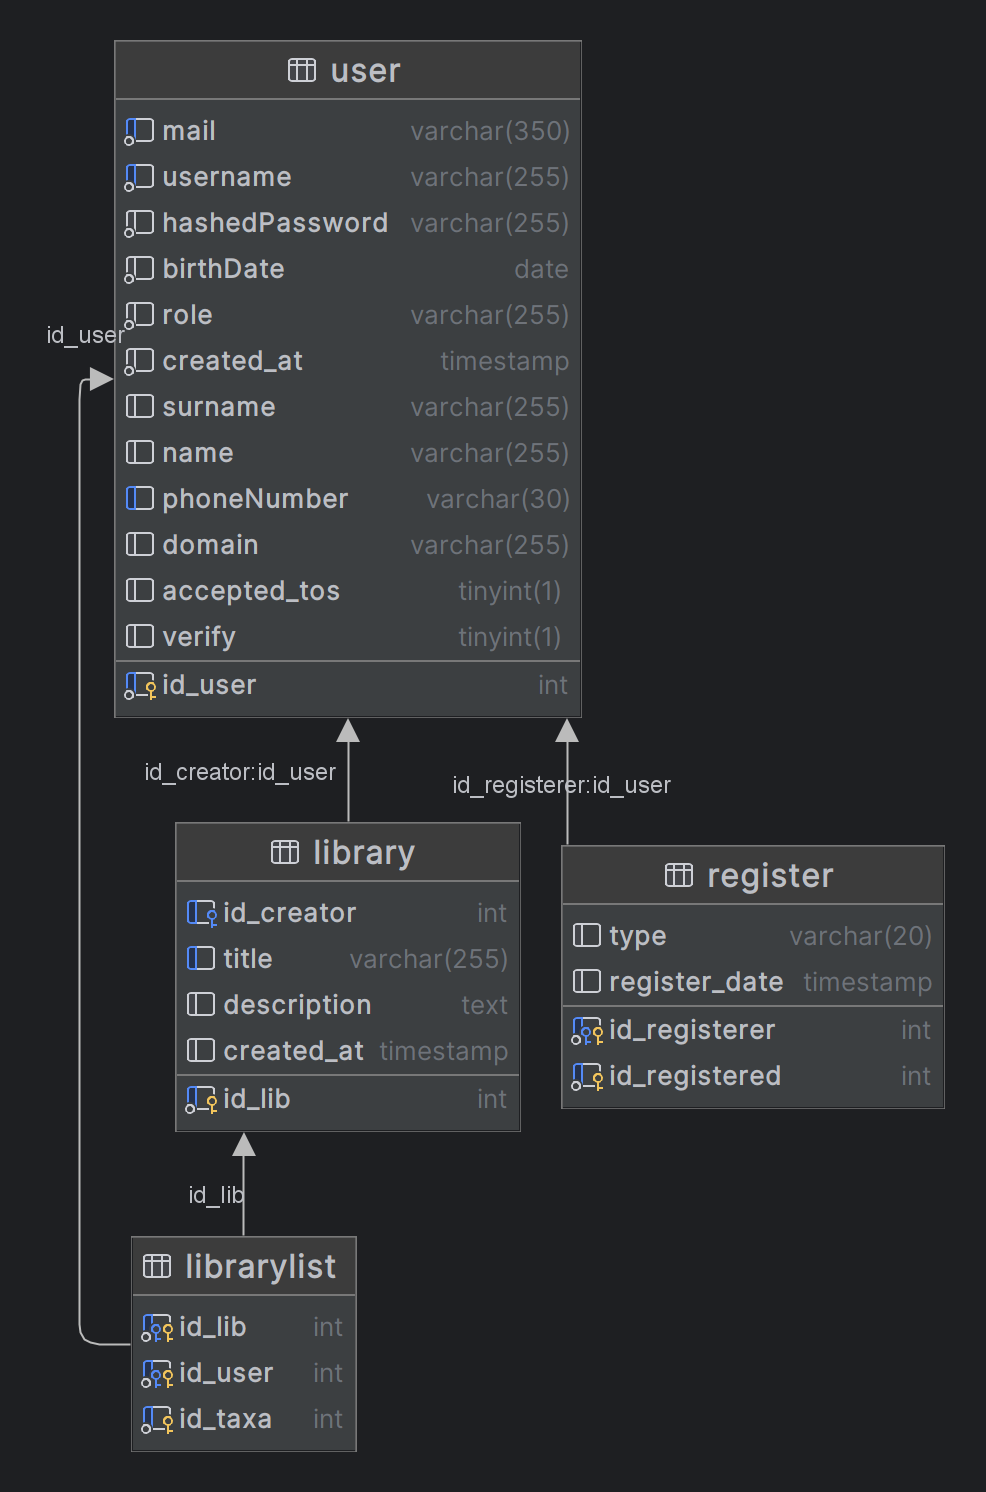 user
mail varchar(350)
username varchar(255)
hashedPassword varchar(255)
birthDate date
role varchar(255)
id_user
created_at timestamp
surname varchar(255)
name varchar(255)
phoneNumber varchar(30)
domain varchar(255)
accepted_tos tinyint(1)
verify tinyint(1)
id_user int
id_creator:id_user
id_registerer:id_user
library
id_creator int
title varchar(255)
description text
created_at timestamp
id_lib int
register
type varchar(20)
register_date timestamp
id_registerer int
id_registered int
id_lib
librarylist
id_lib int
id_user int
id_taxa int